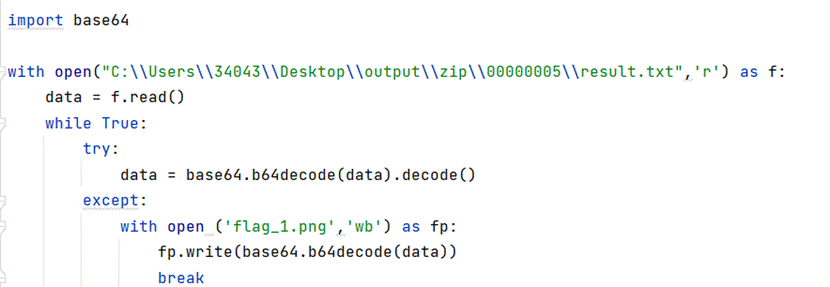 import base64
with open("C:\\Users\\34043\\Desktop\\output\\zip\\00000005\\result.txt",'r') as f:
    data = f.read()
    while True:
        try:
            data = base64.b64decode(data).decode()
        except:
            with open ('flag_1.png','wb') as fp:
                fp.write(base64.b64decode(data))
                break